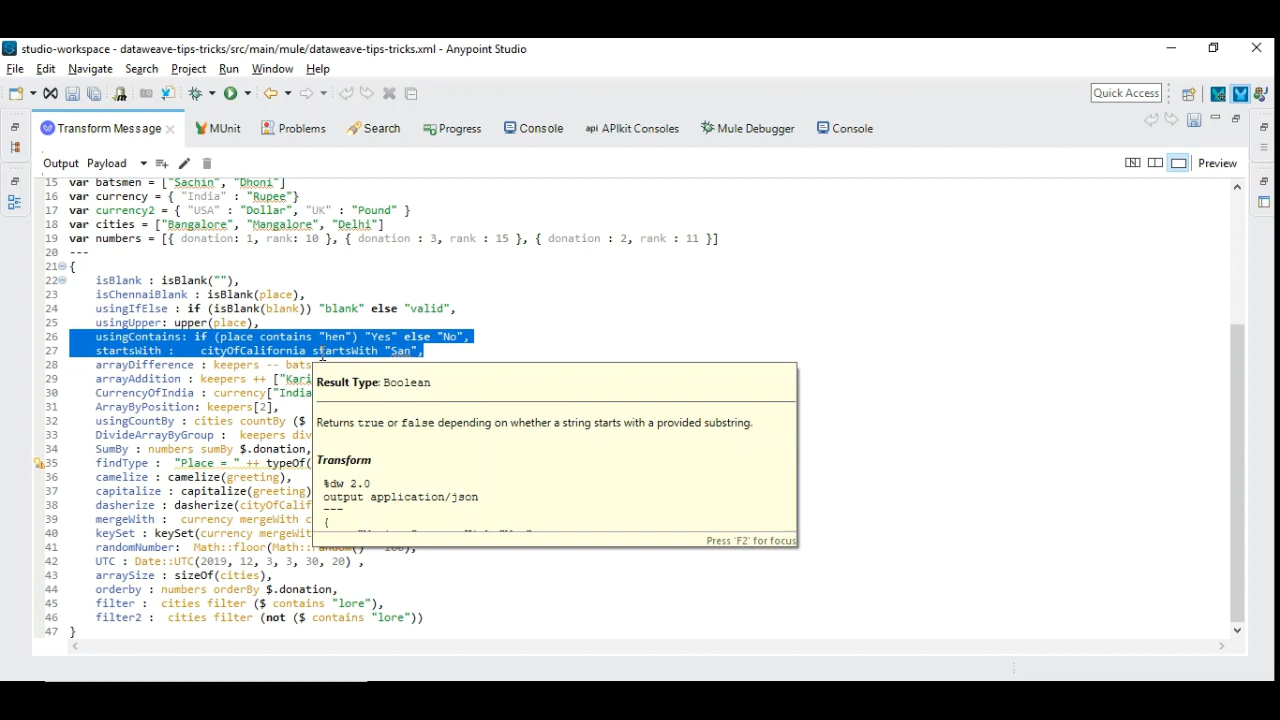 studio-workspace - dataweave-tips-tricks/src/main/mule/dataweave-tips-tricks.xml - Anypoint Studio
File Edit Navigate Search Project Run Window Help
Quick Access
Transform Message MUnit Problems Search Progress Console APIkit Consoles Mule Debugger Console
Output Payload Preview
15 var batsmen = ["Sachin", "Dhoni"]
16 var currency = { "India" : "Rupee"}
17 var currency2 = { "USA" : "Dollar", "UK" : "Pound" }
18 var cities = ["Bangalore", "Mangalore", "Delhi"]
19 var numbers = [{ donation: 1, rank: 10 }, { donation : 3, rank : 15 }, { donation : 2, rank : 11 }]
20 ---
21 {
22 isBlank : isBlank(""),
23 isChennaiBlank : isBlank(place),
24 usingIfElse : if (isBlank(blank)) "blank" else "valid",
25 usingUpper: upper(place),
26 usingContains: if (place contains "hen") "Yes" else "No",
27 startsWith : cityOfCalifornia startsWith "San",
28 arrayDifference : keepers -- bats
29 arrayAddition : keepers ++ ["Kari
30 CurrencyOfIndia : currency["India
31 ArrayByPosition: keepers[2],
32 usingCountBy : cities countBy ($
33 DivideArrayByGroup : keepers div
34 SumBy : numbers sumBy $.donation,
35 findType : "Place = " ++ typeOf(
36 camelize : camelize(greeting),
37 capitalize : capitalize(greeting)
38 dasherize : dasherize(cityOfCalif
39 mergeWith : currency mergeWith c
40 keySet : keySet(currency mergeWit
41 randomNumber: Math::floor(Math:
42 UTC : Date::UTC(2019, 12, 3, 3, 30, 20) ,
43 arraySize : sizeOf(cities),
44 orderby : numbers orderBy $.donation,
45 filter : cities filter ($ contains "lore"),
46 filter2 : cities filter (not ($ contains "lore"))
47 }
Result Type: Boolean
Returns true or false depending on whether a string starts with a provided substring.
Transform
%dw 2.0
output application/json
---
{
Press 'F2' for focus